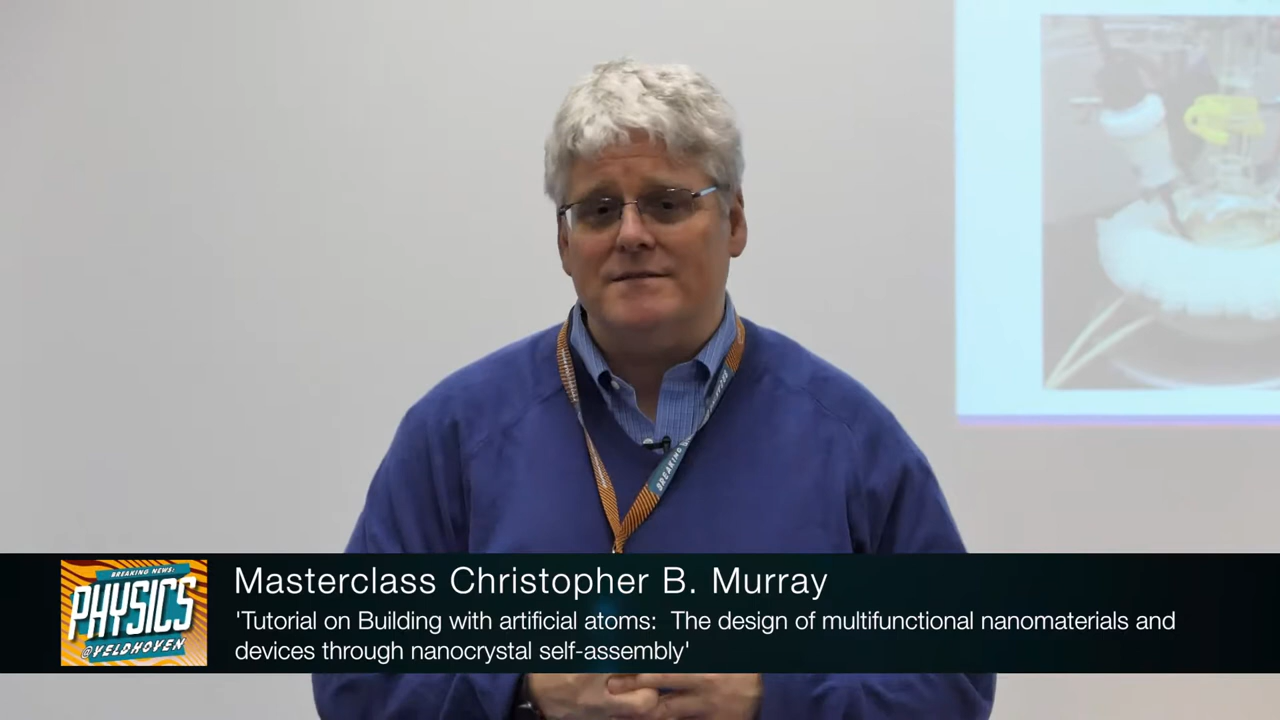 BREAKING NEWS:
PHYSICS
@VELDHOVEN
Masterclass Christopher B. Murray
'Tutorial on Building with artificial atoms: The design of multifunctional nanomaterials and
devices through nanocrystal self-assembly'
BREAKING